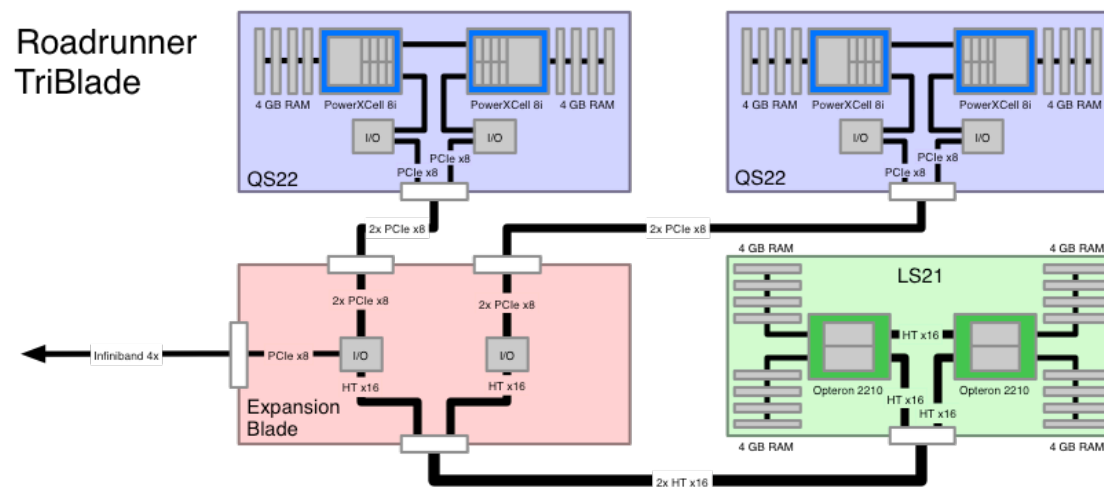 Roadrunner
TriBlade
4 GB RAM
PowerXCell 8i
PowerXCell 8i
4 GB RAM
I/O
I/O
PCIe x8
PCIe x8
QS22
4 GB RAM
PowerXCell 8i
PowerXCell 8i
4 GB RAM
I/O
I/O
PCIe x8
PCIe x8
QS22
2x PCIe x8
2x PCIe x8
2x PCIe x8
2x PCIe x8
Infiniband 4x
PCIe x8
I/O
I/O
HT x16
HT x16
Expansion
Blade
4 GB RAM
4 GB RAM
LS21
HT x16
Opteron 2210
Opteron 2210
HT x16
HT x16
4 GB RAM
4 GB RAM
2x HT x16